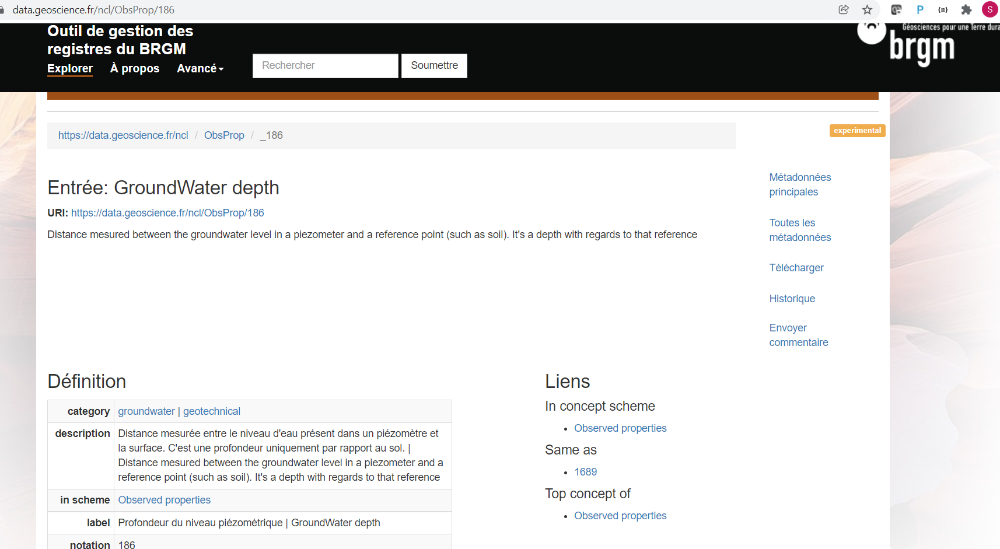 data.geoscience.fr/ncl/ObsProp/186
P
{≡}
S
Outil de gestion des
registres du BRGM
Géosciences pour une Terre dura
brgm
Explorer À propos Avancé
Rechercher
Soumettre
https://data.geoscience.fr/ncl / ObsProp / _186
experimental
Entrée: GroundWater depth
URI: https://data.geoscience.fr/ncl/ObsProp/186
Distance mesured between the groundwater level in a piezometer and a reference point (such as soil). It's a depth with regards to that reference
Métadonnées
principales
Toutes les
métadonnées
Télécharger
Historique
Envoyer
commentaire
Définition
category groundwater | geotechnical
description Distance mesurée entre le niveau d'eau présent dans un piézomètre et
la surface. C'est une profondeur uniquement par rapport au sol. |
Distance mesured between the groundwater level in a piezometer and a
reference point (such as soil). It's a depth with regards to that reference
in scheme Observed properties
label Profondeur du niveau piézométrique | GroundWater depth
notation 186
Liens
In concept scheme
Observed properties
Same as
1689
Top concept of
Observed properties